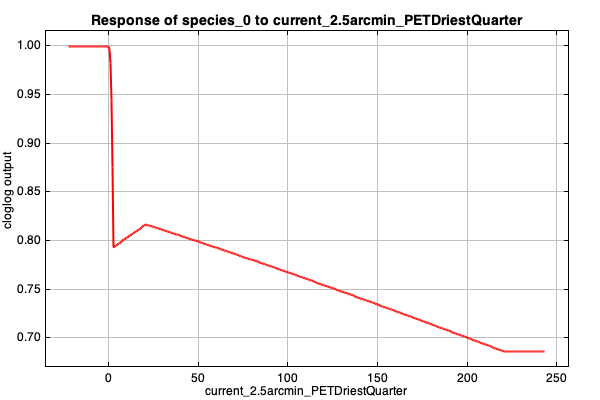 Response of species_0 to current_2.5arcmin_PETDriestQuarter
1.00
0.95
0.90
0.85
0.80
0.75
0.70
cloglog output
0 50 100 150 200 250
current_2.5arcmin_PETDriestQuarter